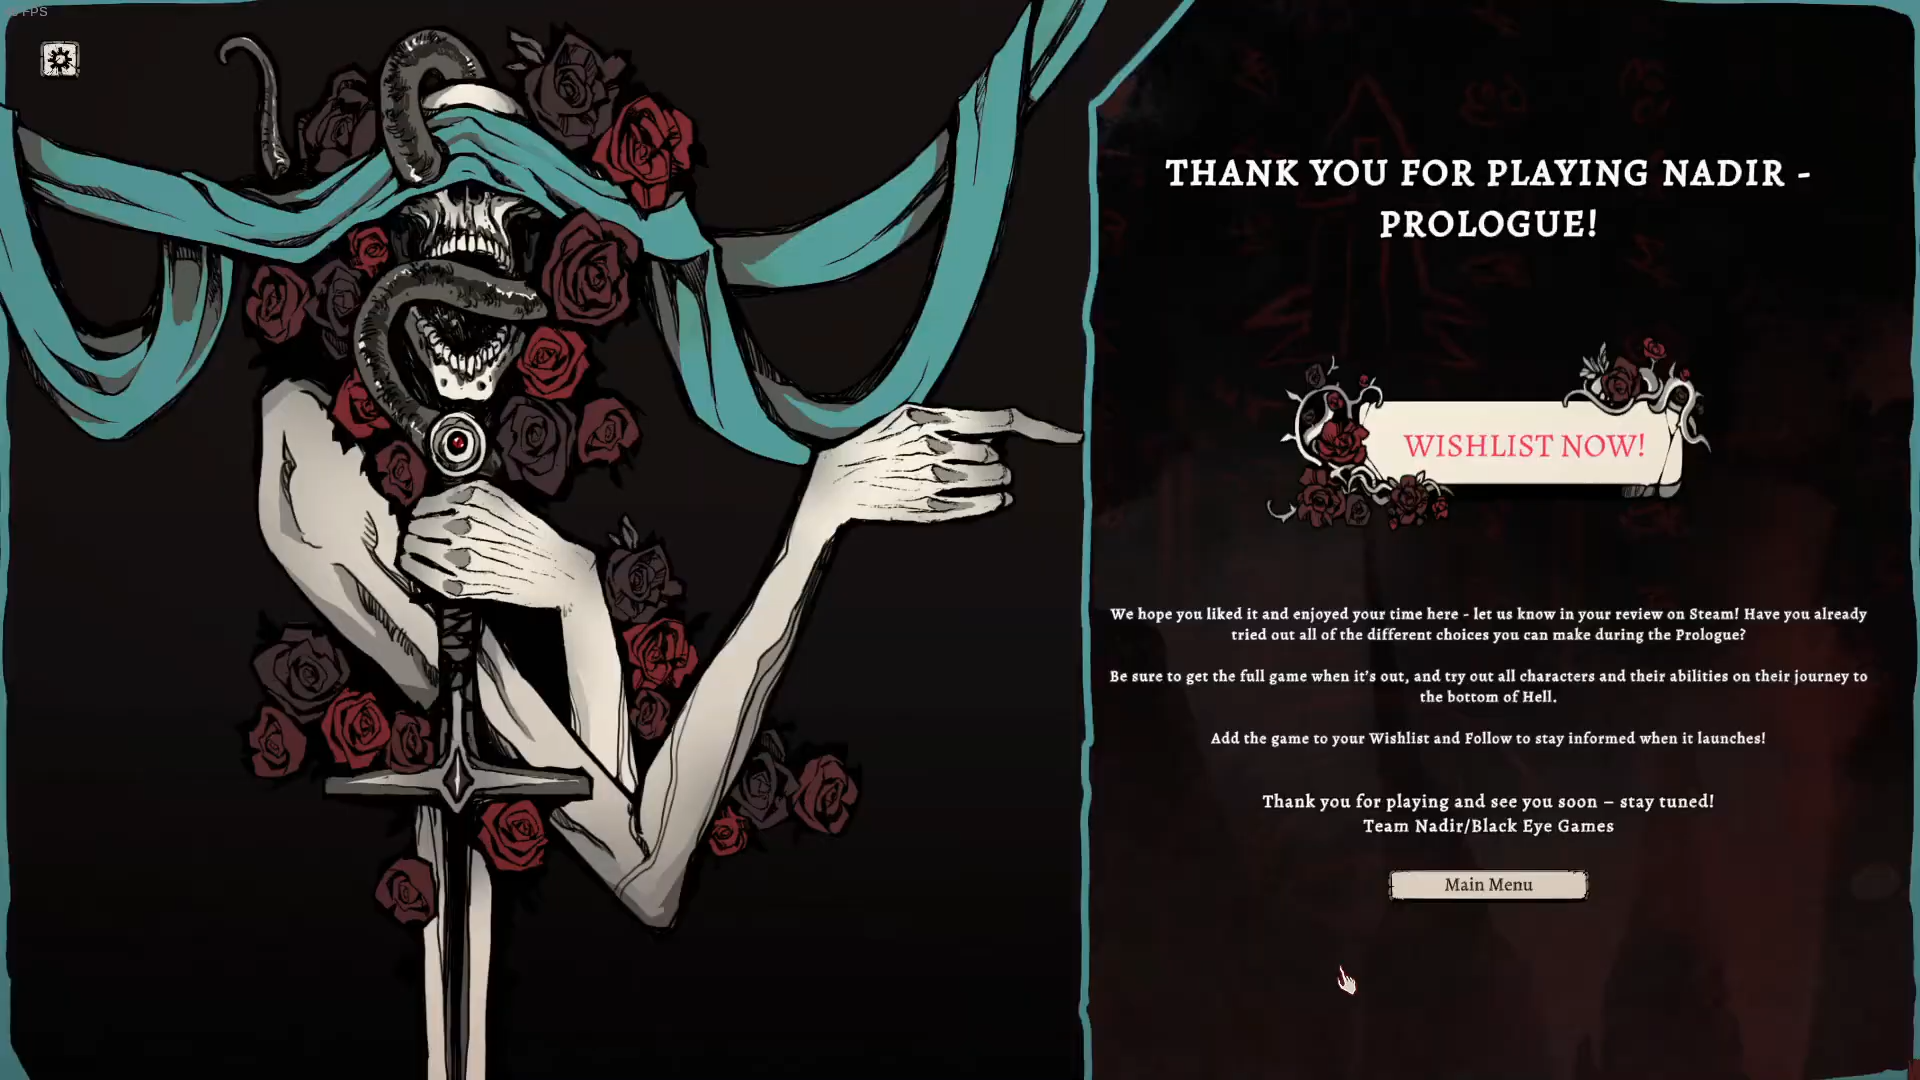 FPS
THANK YOU FOR PLAYING NADIR -
PROLOGUE!
WISHLIST NOW!
We hope you liked it and enjoyed your time here - let us know in your review on Steam! Have you already
tried out all of the different choices you can make during the Prologue?
Be sure to get the full game when it's out, and try out all characters and their abilities on their journey to
the bottom of Hell.
Add the game to your Wishlist and Follow to stay informed when it launches!
Thank you for playing and see you soon – stay tuned!
Team Nadir/Black Eye Games
Main Menu